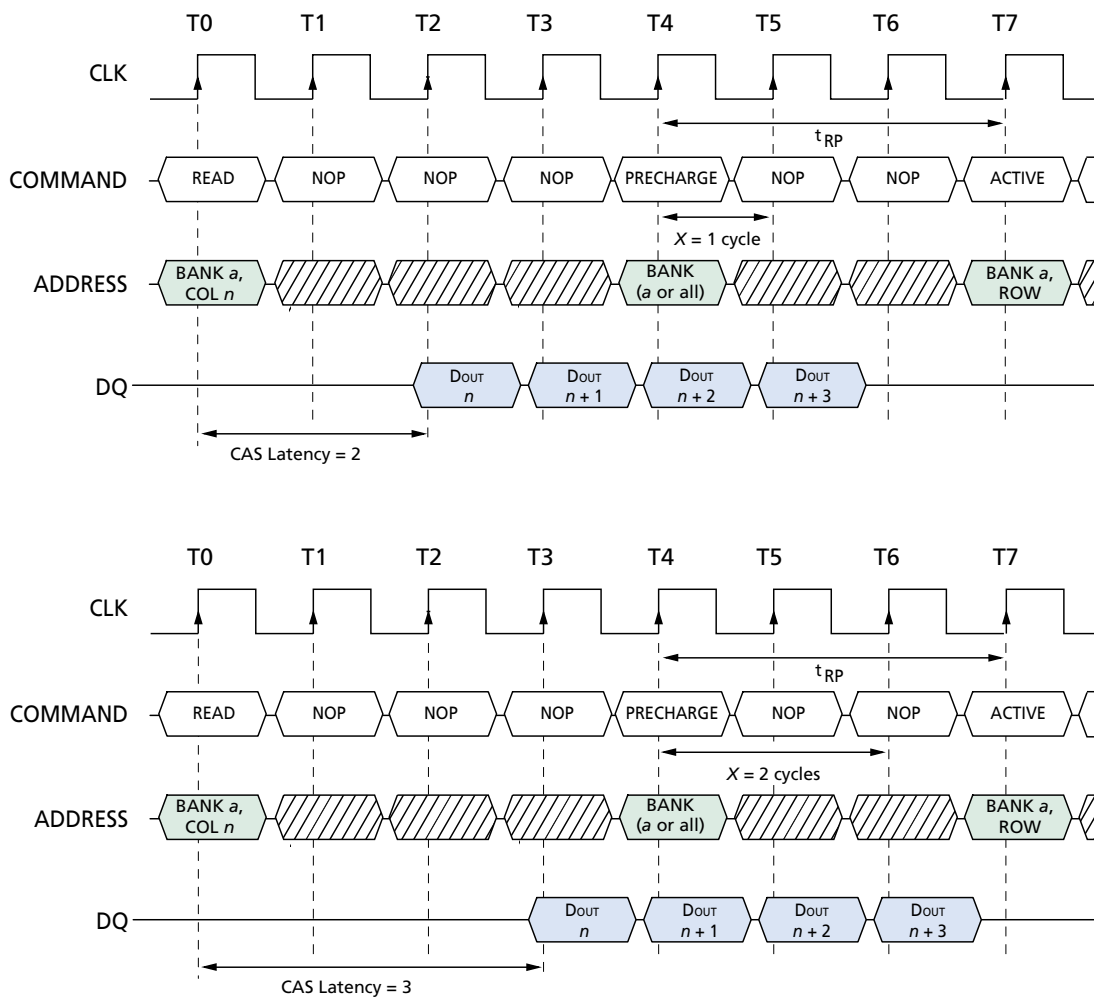 T0 T1 T2 T3 T4 T5 T6 T7
CLK
tRP
COMMAND READ NOP NOP NOP PRECHARGE NOP NOP ACTIVE
X = 1 cycle
ADDRESS BANK a, COL n BANK (a or all) BANK a, ROW
DQ DOUT n DOUT n + 1 DOUT n + 2 DOUT n + 3
CAS Latency = 2
T0 T1 T2 T3 T4 T5 T6 T7
CLK
tRP
COMMAND READ NOP NOP NOP PRECHARGE NOP NOP ACTIVE
X = 2 cycles
ADDRESS BANK a, COL n BANK (a or all) BANK a, ROW
DQ DOUT n DOUT n + 1 DOUT n + 2 DOUT n + 3
CAS Latency = 3